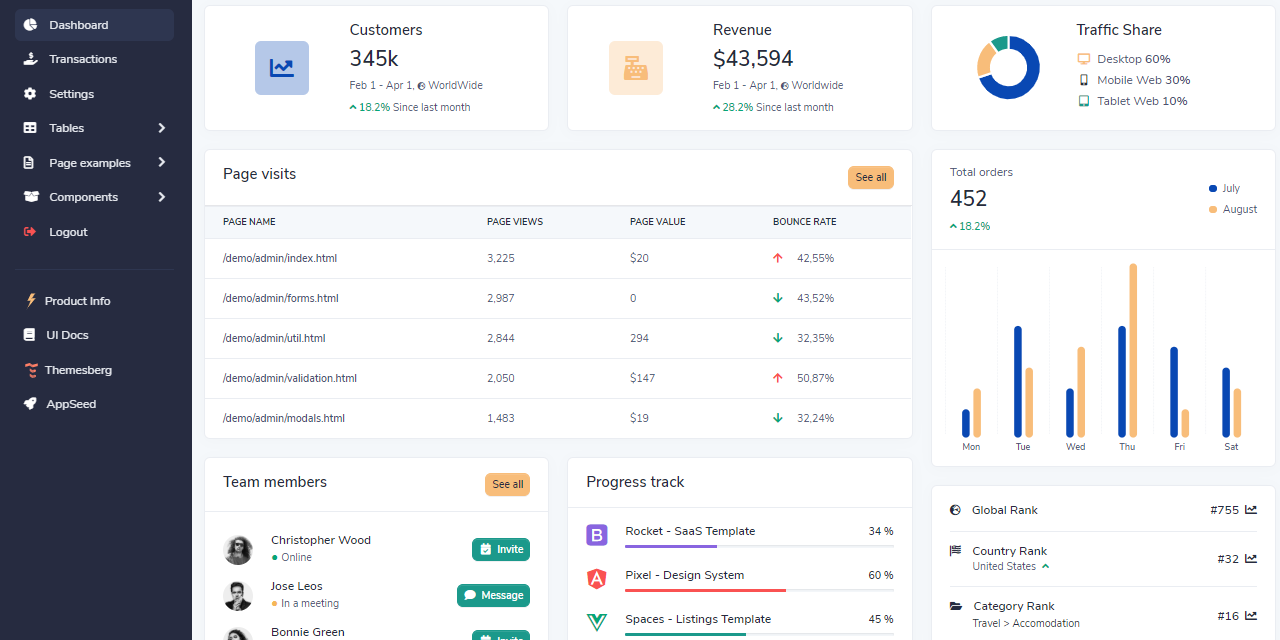 Dashboard
Transactions
Settings
Tables
Page examples
Components
Logout
Product Info
UI Docs
Themesberg
AppSeed
Customers
345k
Feb 1 - Apr 1, WorldWide
18.2% Since last month
Revenue
$43,594
Feb 1 - Apr 1, Worldwide
28.2% Since last month
Traffic Share
Desktop 60%
Mobile Web 30%
Tablet Web 10%
Page visits
See all
PAGE NAME PAGE VIEWS PAGE VALUE BOUNCE RATE
/demo/admin/index.html 3,225 $20 42,55%
/demo/admin/forms.html 2,987 0 43,52%
/demo/admin/util.html 2,844 294 32,35%
/demo/admin/validation.html 2,050 $147 50,87%
/demo/admin/modals.html 1,483 $19 32,24%
Total orders
452
18.2%
July
August
Mon Tue Wed Thu Fri Sat
Team members
See all
Christopher Wood
Online
Invite
Jose Leos
In a meeting
Message
Bonnie Green
Invite
Progress track
Rocket - SaaS Template 34 %
Pixel - Design System 60 %
Spaces - Listings Template 45 %
Global Rank #755
Country Rank
United States
#32
Category Rank
Travel > Accomodation
#16